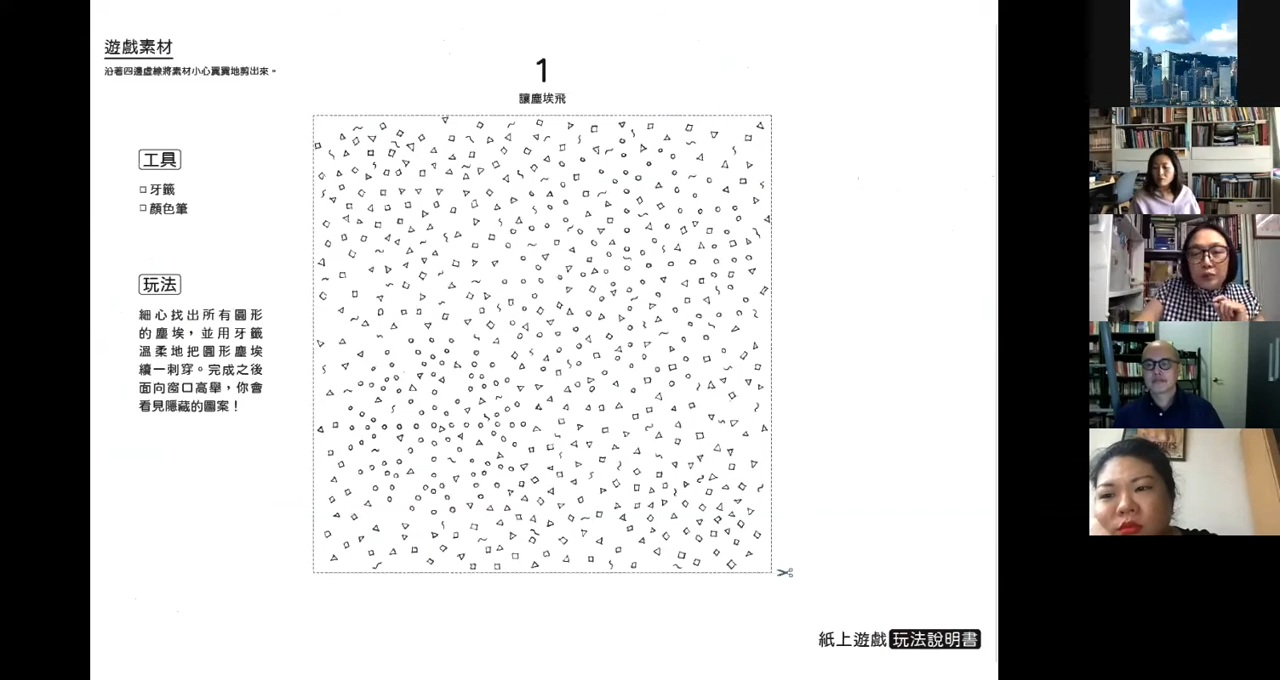 遊戲素材
沿著四邊虛線將素材小心翼翼地剪出來。
1
讓塵埃飛
工具
□ 牙籤
□ 顏色筆
玩法
細心找出所有圓形
的塵埃，並用牙籤
溫柔地把圓形塵埃
續一刺穿。完成之後
面向窗口高舉，你會
看見隱藏的圖案！
紙上遊戲 玩法說明書